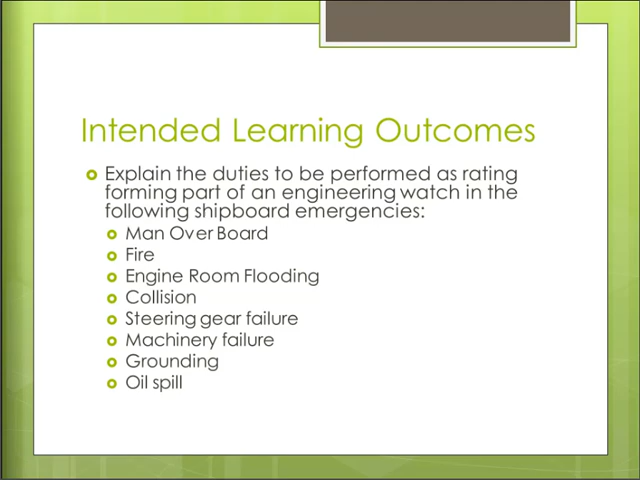 Intended Learning Outcomes
Explain the duties to be performed as rating
forming part of an engineering watch in the
following shipboard emergencies:
Man Over Board
Fire
Engine Room Flooding
Collision
Steering gear failure
Machinery failure
Grounding
Oil spill